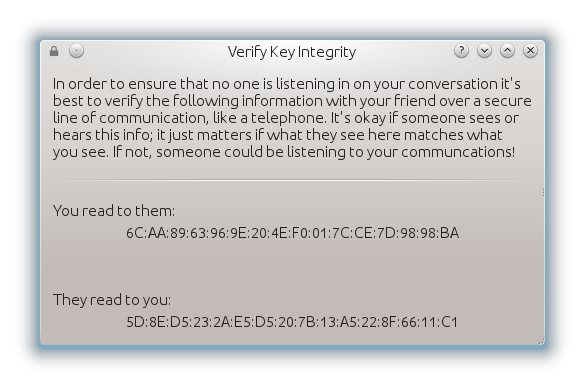 Verify Key Integrity
In order to ensure that no one is listening in on your conversation it's
best to verify the following information with your friend over a secure
line of communication, like a telephone. It's okay if someone sees or
hears this info; it just matters if what they see here matches what
you see. If not, someone could be listening to your communcations!
You read to them:
6C:AA:89:63:96:9E:20:4E:F0:01:7C:CE:7D:98:98:BA
They read to you:
5D:8E:D5:23:2A:E5:D5:20:7B:13:A5:22:8F:66:11:C1